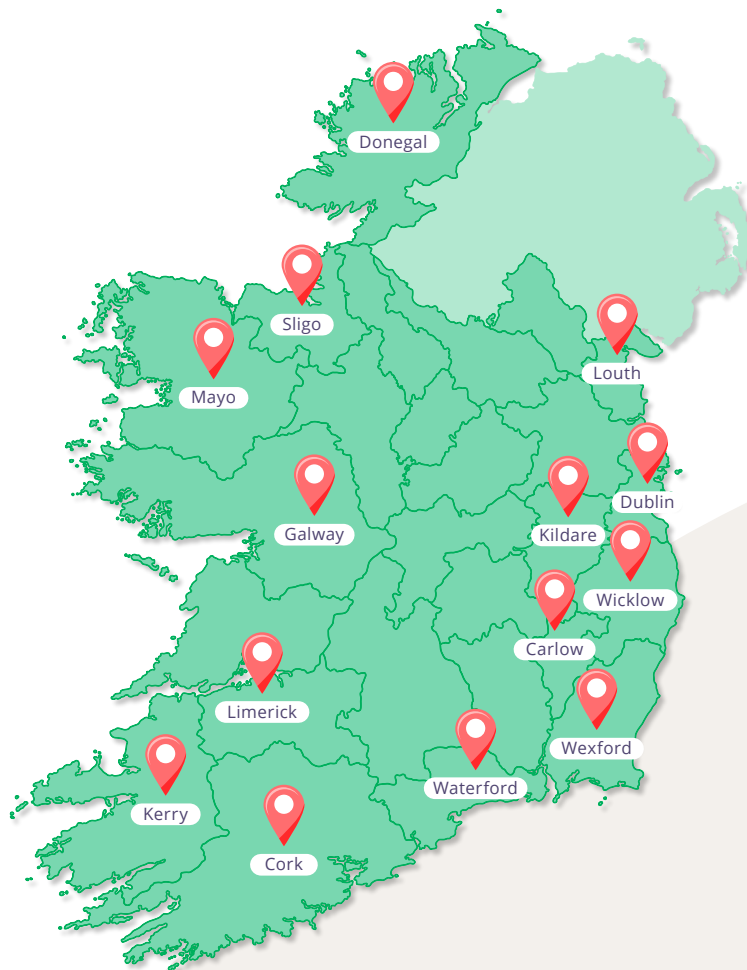 Donegal
Sligo
Louth
Mayo
Dublin
Galway
Kildare
Wicklow
Carlow
Limerick
Wexford
Waterford
Kerry
Cork